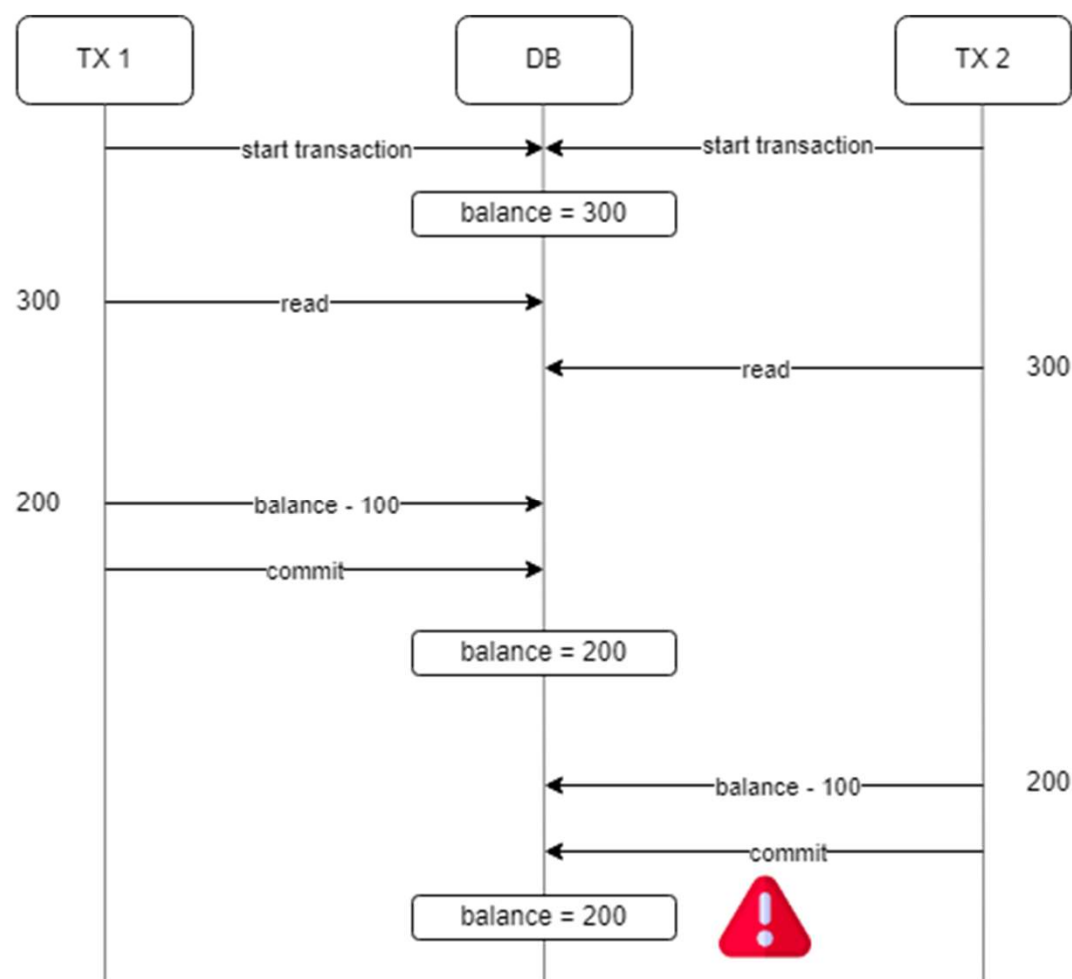 TX 1
DB
TX 2
start transaction
start transaction
balance = 300
300
read
read
300
200
balance - 100
commit
balance = 200
balance - 100
200
commit
balance = 200